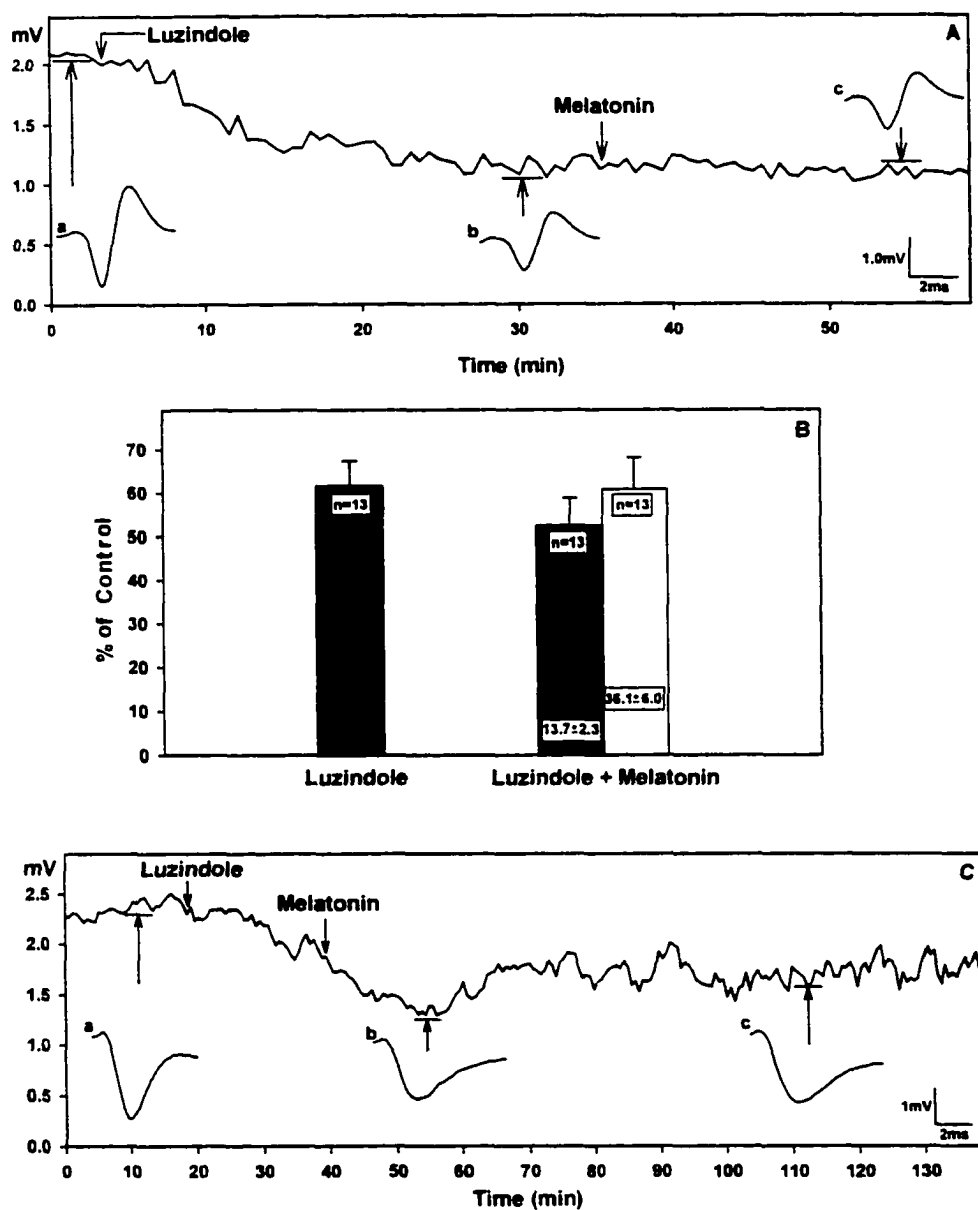 mV
Luzindole
A
2.0
c
Melatonin
1.5
1.0
a
b
0.5
1.0mV
2ms
0.0
0 10 20 30 40 50
Time (min)
B
70
n=13
n=13
n=13
60
50
% of Control
40
30
20
36.1±6.0
10
13.7±2.3
0
Luzindole
Luzindole + Melatonin
mV
Luzindole
C
2.5
Melatonin
2.0
1.5
a
b
c
1.0
0.5
1mV
2ms
0.0
0 10 20 30 40 50 60 70 80 90 100 110 120 130
Time (min)